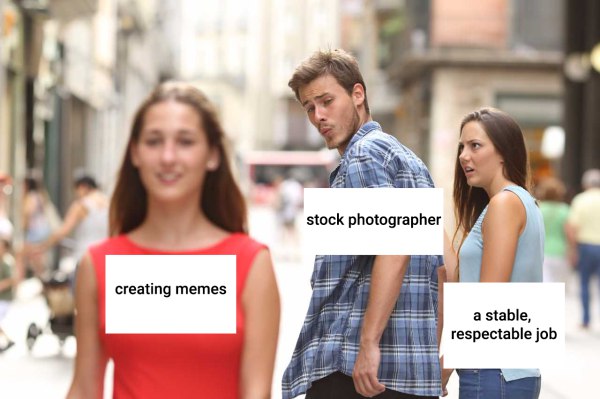 creating memes
stock photographer
a stable,
respectable job